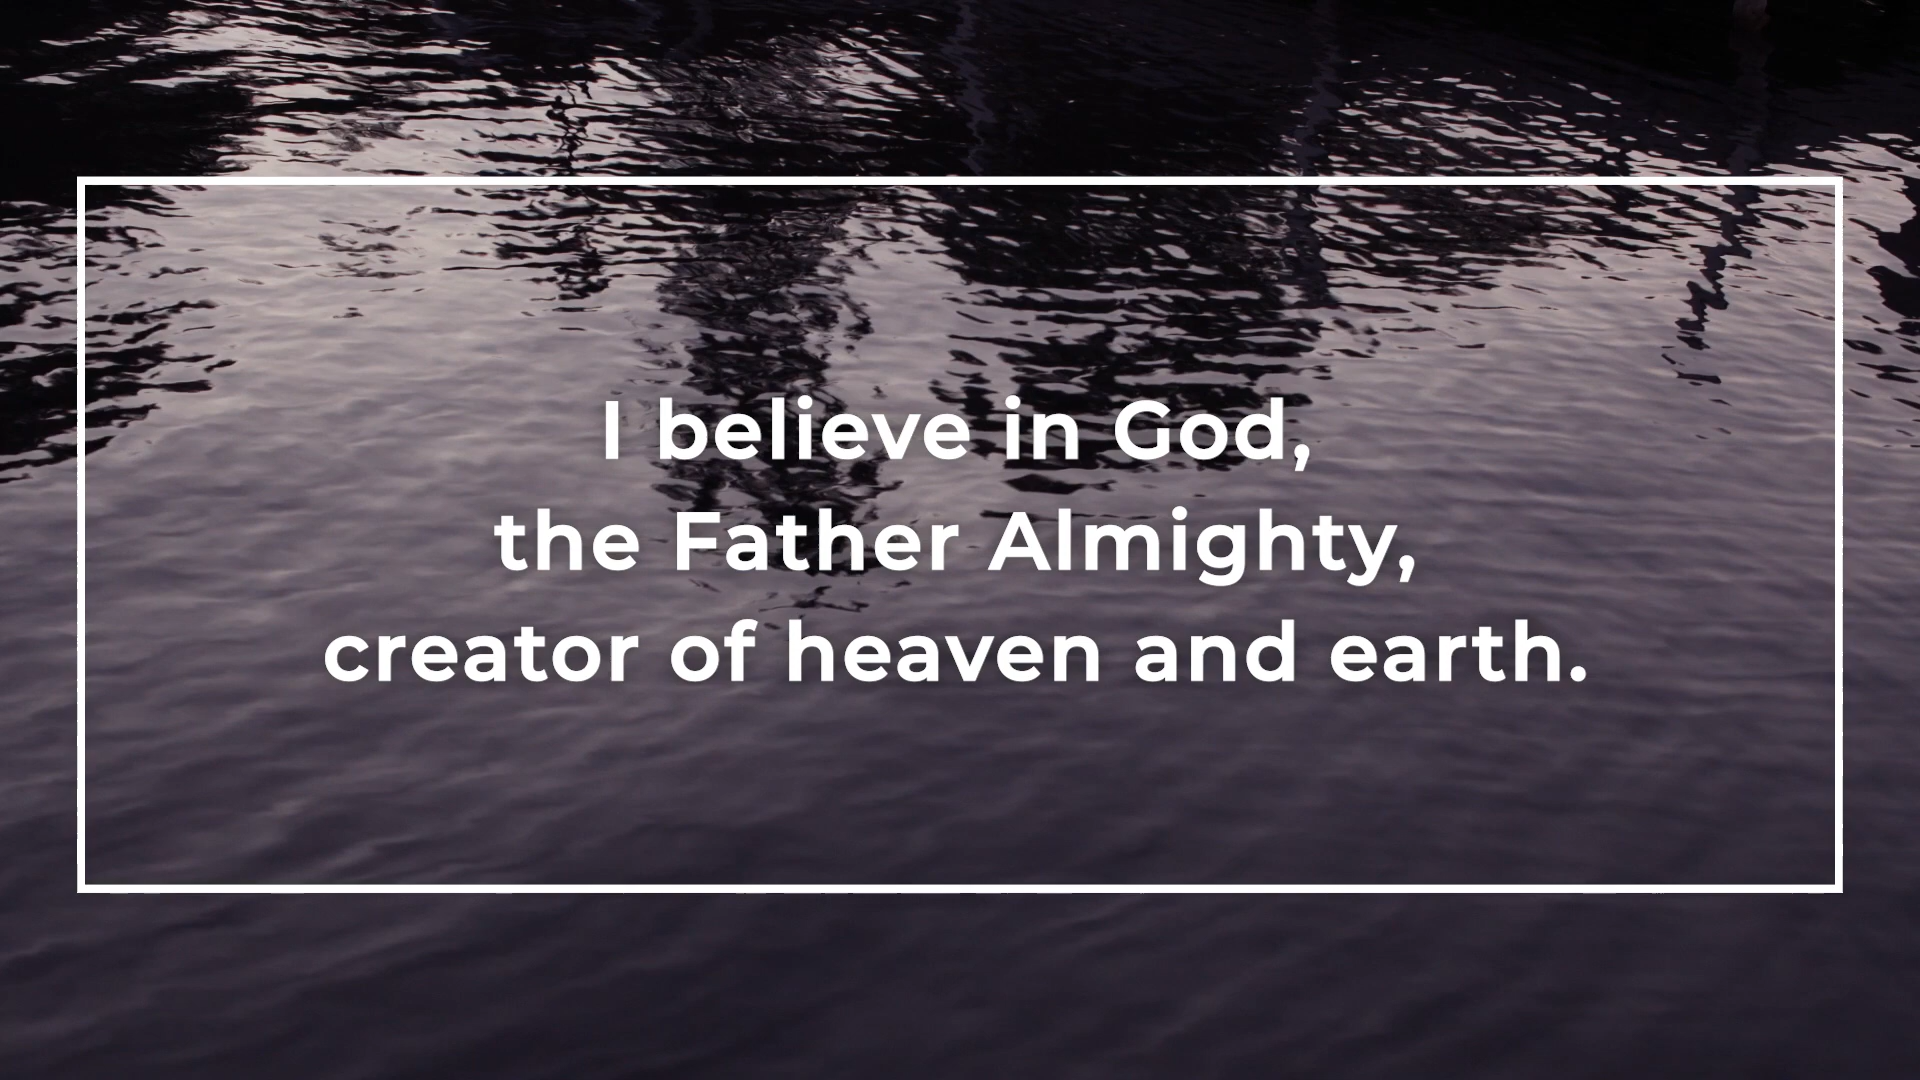 I believe in God,
the Father Almighty,
creator of heaven and earth.